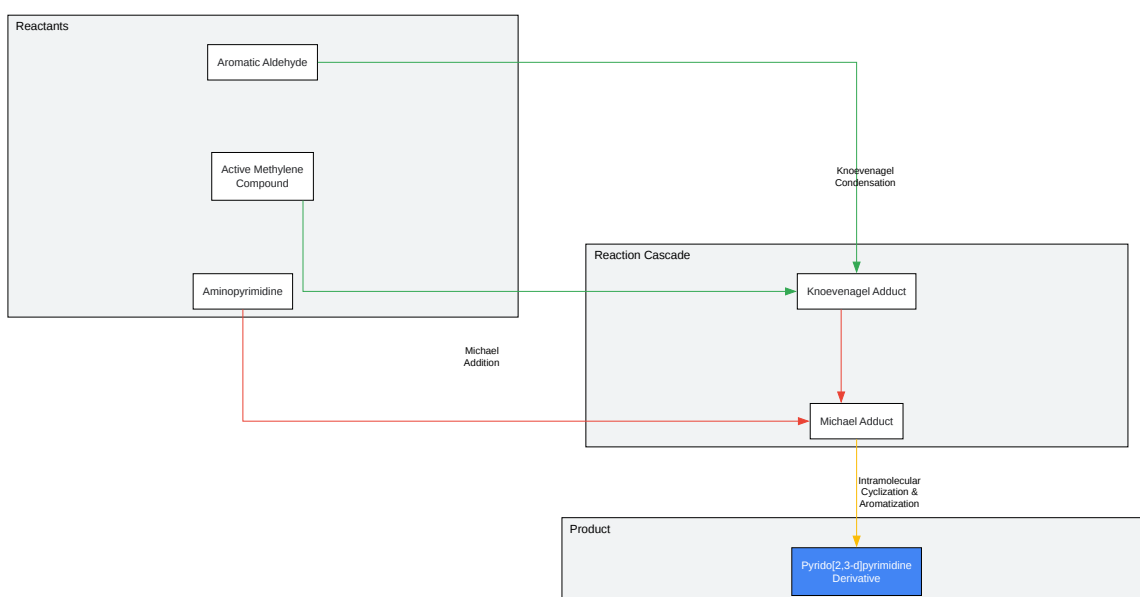 Reactants
Aromatic Aldehyde
Active Methylene
Compound
Knoevenagel
Condensation
Reaction Cascade
Aminopyrimidine
Knoevenagel Adduct
Michael
Addition
Michael Adduct
Intramolecular
Cyclization &
Aromatization
Product
Pyrido[2,3-d]pyrimidine
Derivative